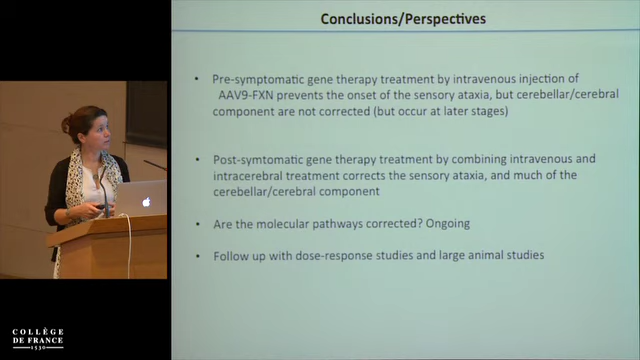 Conclusions/Perspectives
• Pre-symptomatic gene therapy treatment by intravenous injection of
AAV9-FXN prevents the onset of the sensory ataxia, but cerebellar/cerebral
component are not corrected (but occur at later stages)
• Post-symtomatic gene therapy treatment by combining intravenous and
intracerebral treatment corrects the sensory ataxia, and much of the
cerebellar/cerebral component
• Are the molecular pathways corrected? Ongoing
• Follow up with dose-response studies and large animal studies
COLLÈGE
DE FRANCE
1530